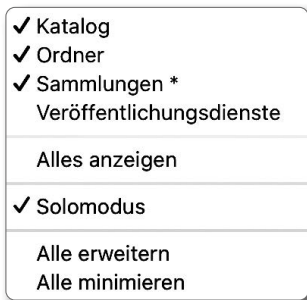 ✓ Katalog
✓ Ordner
✓ Sammlungen *
Veröffentlichungsdienste
Alles anzeigen
✓ Solomodus
Alle erweitern
Alle minimieren